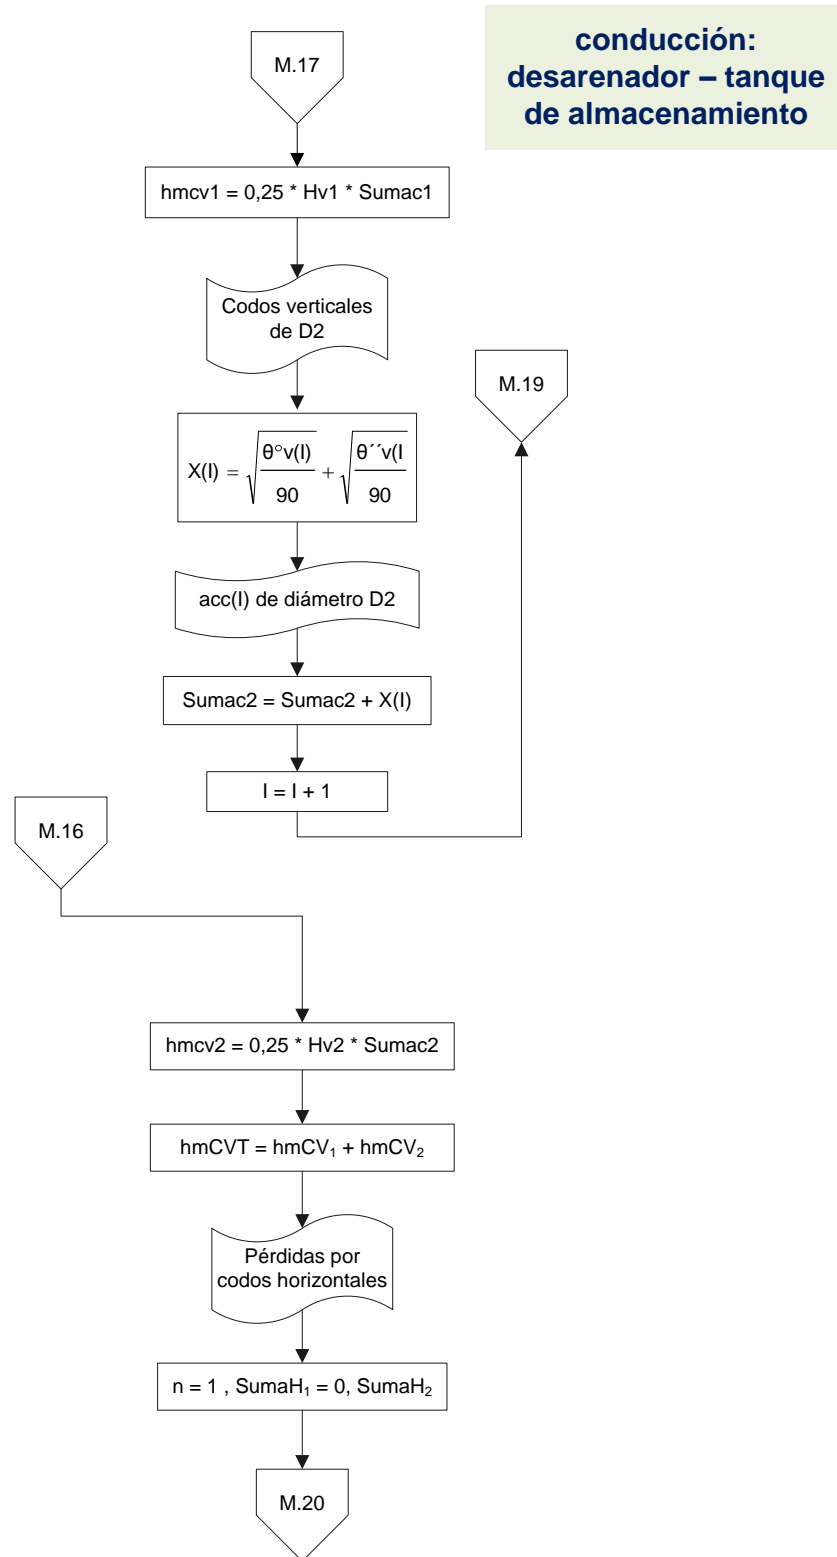 conducción:
desarenador – tanque
de almacenamiento
M.17
hmcv1 = 0,25 * Hv1 * Sumac1
Codos verticales
de D2
M.19
X(I) = √(θ°v(I)/90) + √(θ´´v(I/90)
acc(I) de diámetro D2
Sumac2 = Sumac2 + X(I)
I = I + 1
M.16
hmcv2 = 0,25 * Hv2 * Sumac2
hmCVT = hmCV₁ + hmCV₂
Pérdidas por
codos horizontales
n = 1 , SumaH₁ = 0, SumaH₂
M.20